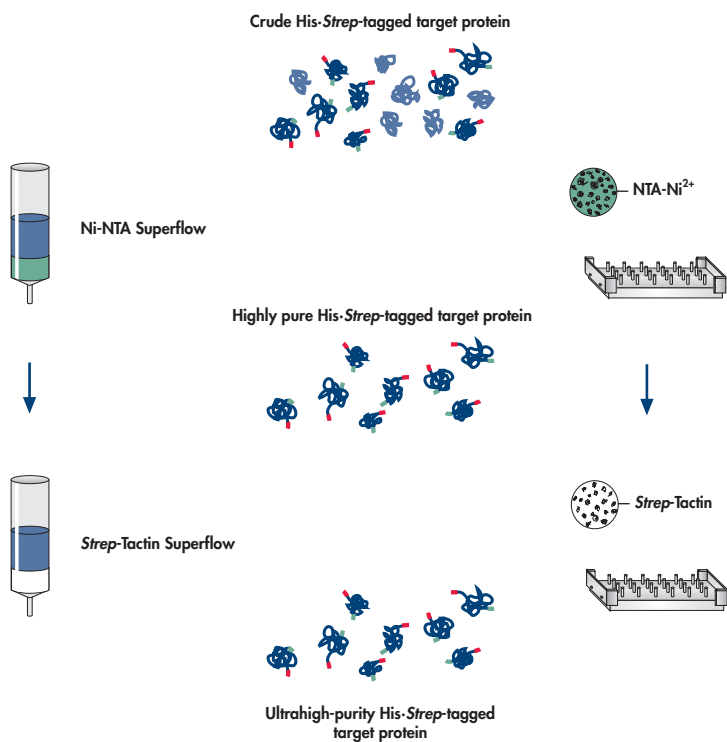 Crude His·Strep-tagged target protein
Ni-NTA Superflow
NTA-Ni²⁺
Highly pure His·Strep-tagged target protein
Strep-Tactin Superflow
Strep-Tactin
Ultrahigh-purity His·Strep-tagged
target protein